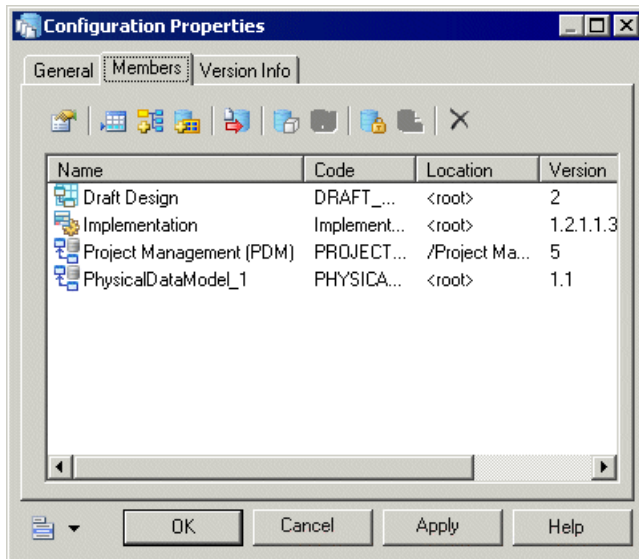 Configuration Properties
General Members Version Info
Name Code Location Version
Draft Design DRAFT_... <root> 2
Implementation Implement... <root> 1.2.1.1.3
Project Management (PDM) PROJECT... /Project Ma... 5
PhysicalDataModel_1 PHYSICA... <root> 1.1
OK Cancel Apply Help